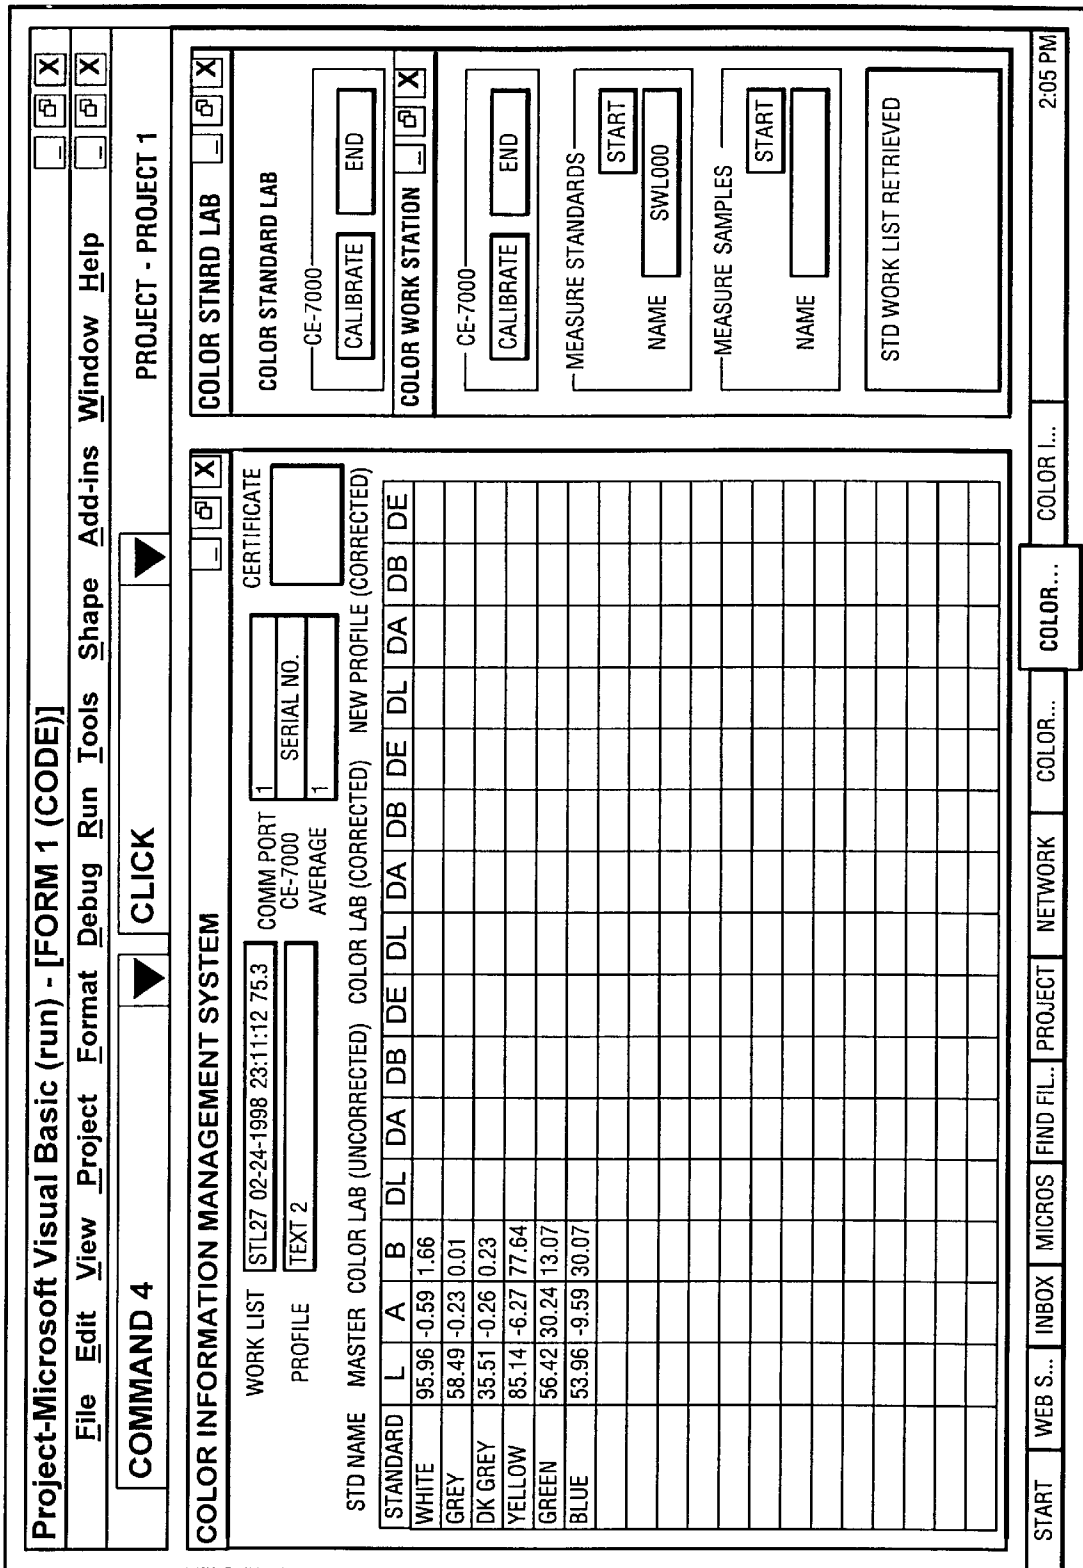 Project-Microsoft Visual Basic (run) - [FORM 1 (CODE)] _ X
File Edit View Project Format Debug Run Tools Shape Add-ins Window Help _ X
COMMAND 4 CLICK PROJECT - PROJECT 1
COLOR INFORMATION MANAGEMENT SYSTEM _ X
WORK LIST STL27 02-24-1998 23:11:12 75.3 COMM PORT 1 CERTIFICATE
CE-7000 SERIAL NO.
PROFILE TEXT 2 AVERAGE 1
STD NAME MASTER COLOR LAB (UNCORRECTED) COLOR LAB (CORRECTED) NEW PROFILE (CORRECTED)
STANDARD L A B DL DA DB DE DL DA DB DE DL DA DB DE
WHITE 95.96 -0.59 1.66
GREY 58.49 -0.23 0.01
DK GREY 35.51 -0.26 0.23
YELLOW 85.14 -6.27 77.64
GREEN 56.42 30.24 13.07
BLUE 53.96 -9.59 30.07
COLOR STNRD LAB _ X
COLOR STANDARD LAB
CE-7000
CALIBRATE END
COLOR WORK STATION _ X
CE-7000
CALIBRATE END
MEASURE STANDARDS
START
NAME SWL000
MEASURE SAMPLES
START
NAME
STD WORK LIST RETRIEVED
START WEB S... INBOX MICROS FIND FIL.. PROJECT NETWORK COLOR... COLOR... COLOR I... 2:05 PM